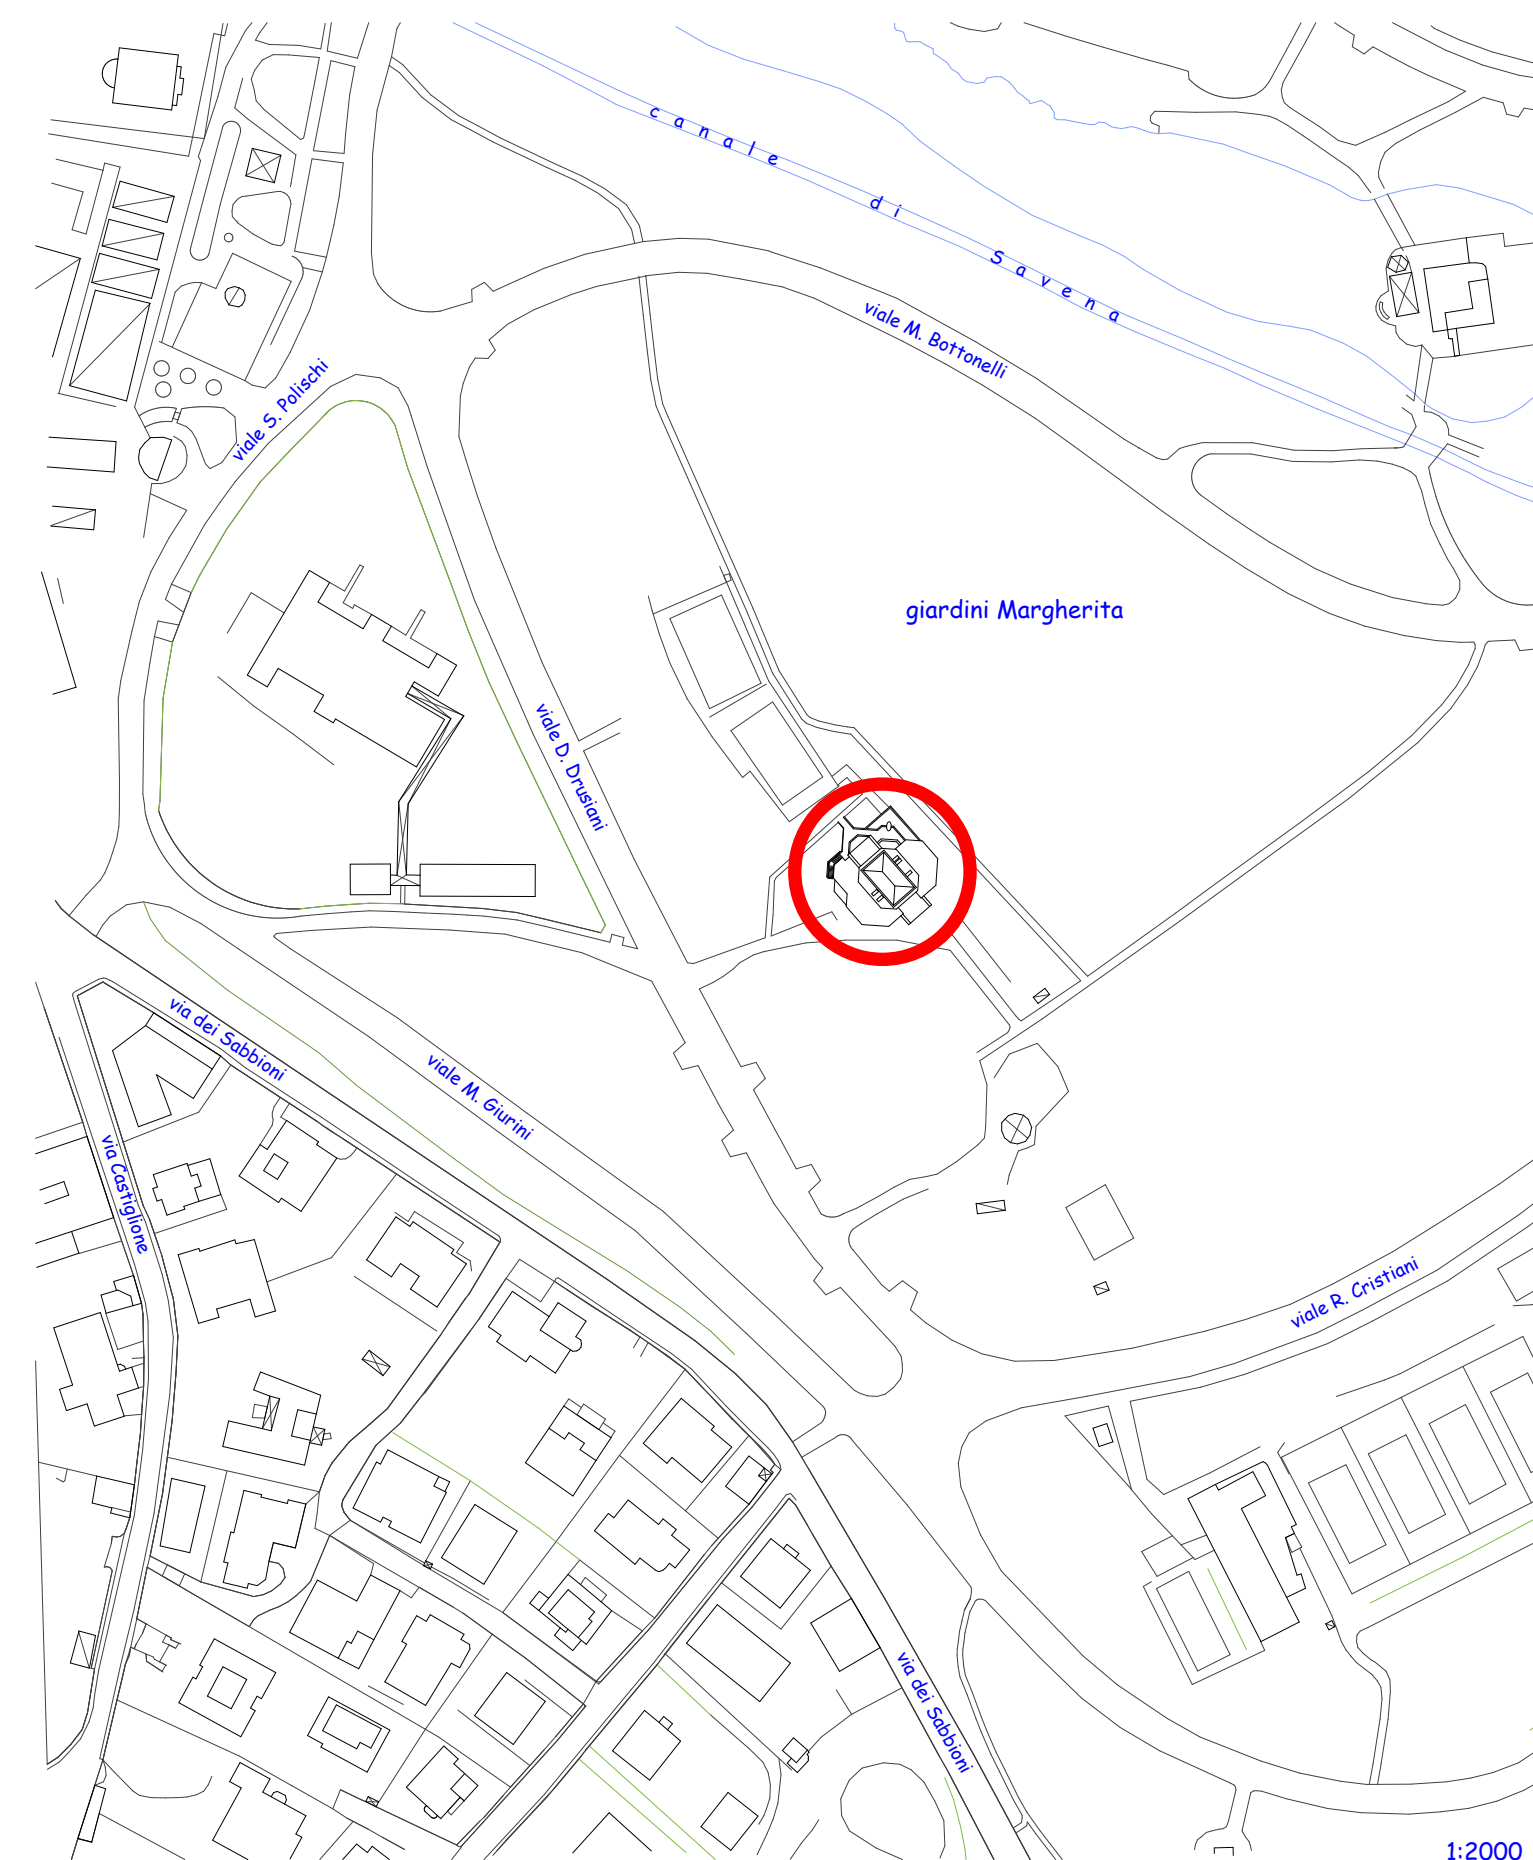 canale di Savena
viale M. Bottonelli
viale S. Polischi
giardini Margherita
viale D. Drusiani
via dei Sabbioni
viale M. Giurini
via Castiglione
viale R. Cristiani
via dei Sabbioni
1:2000